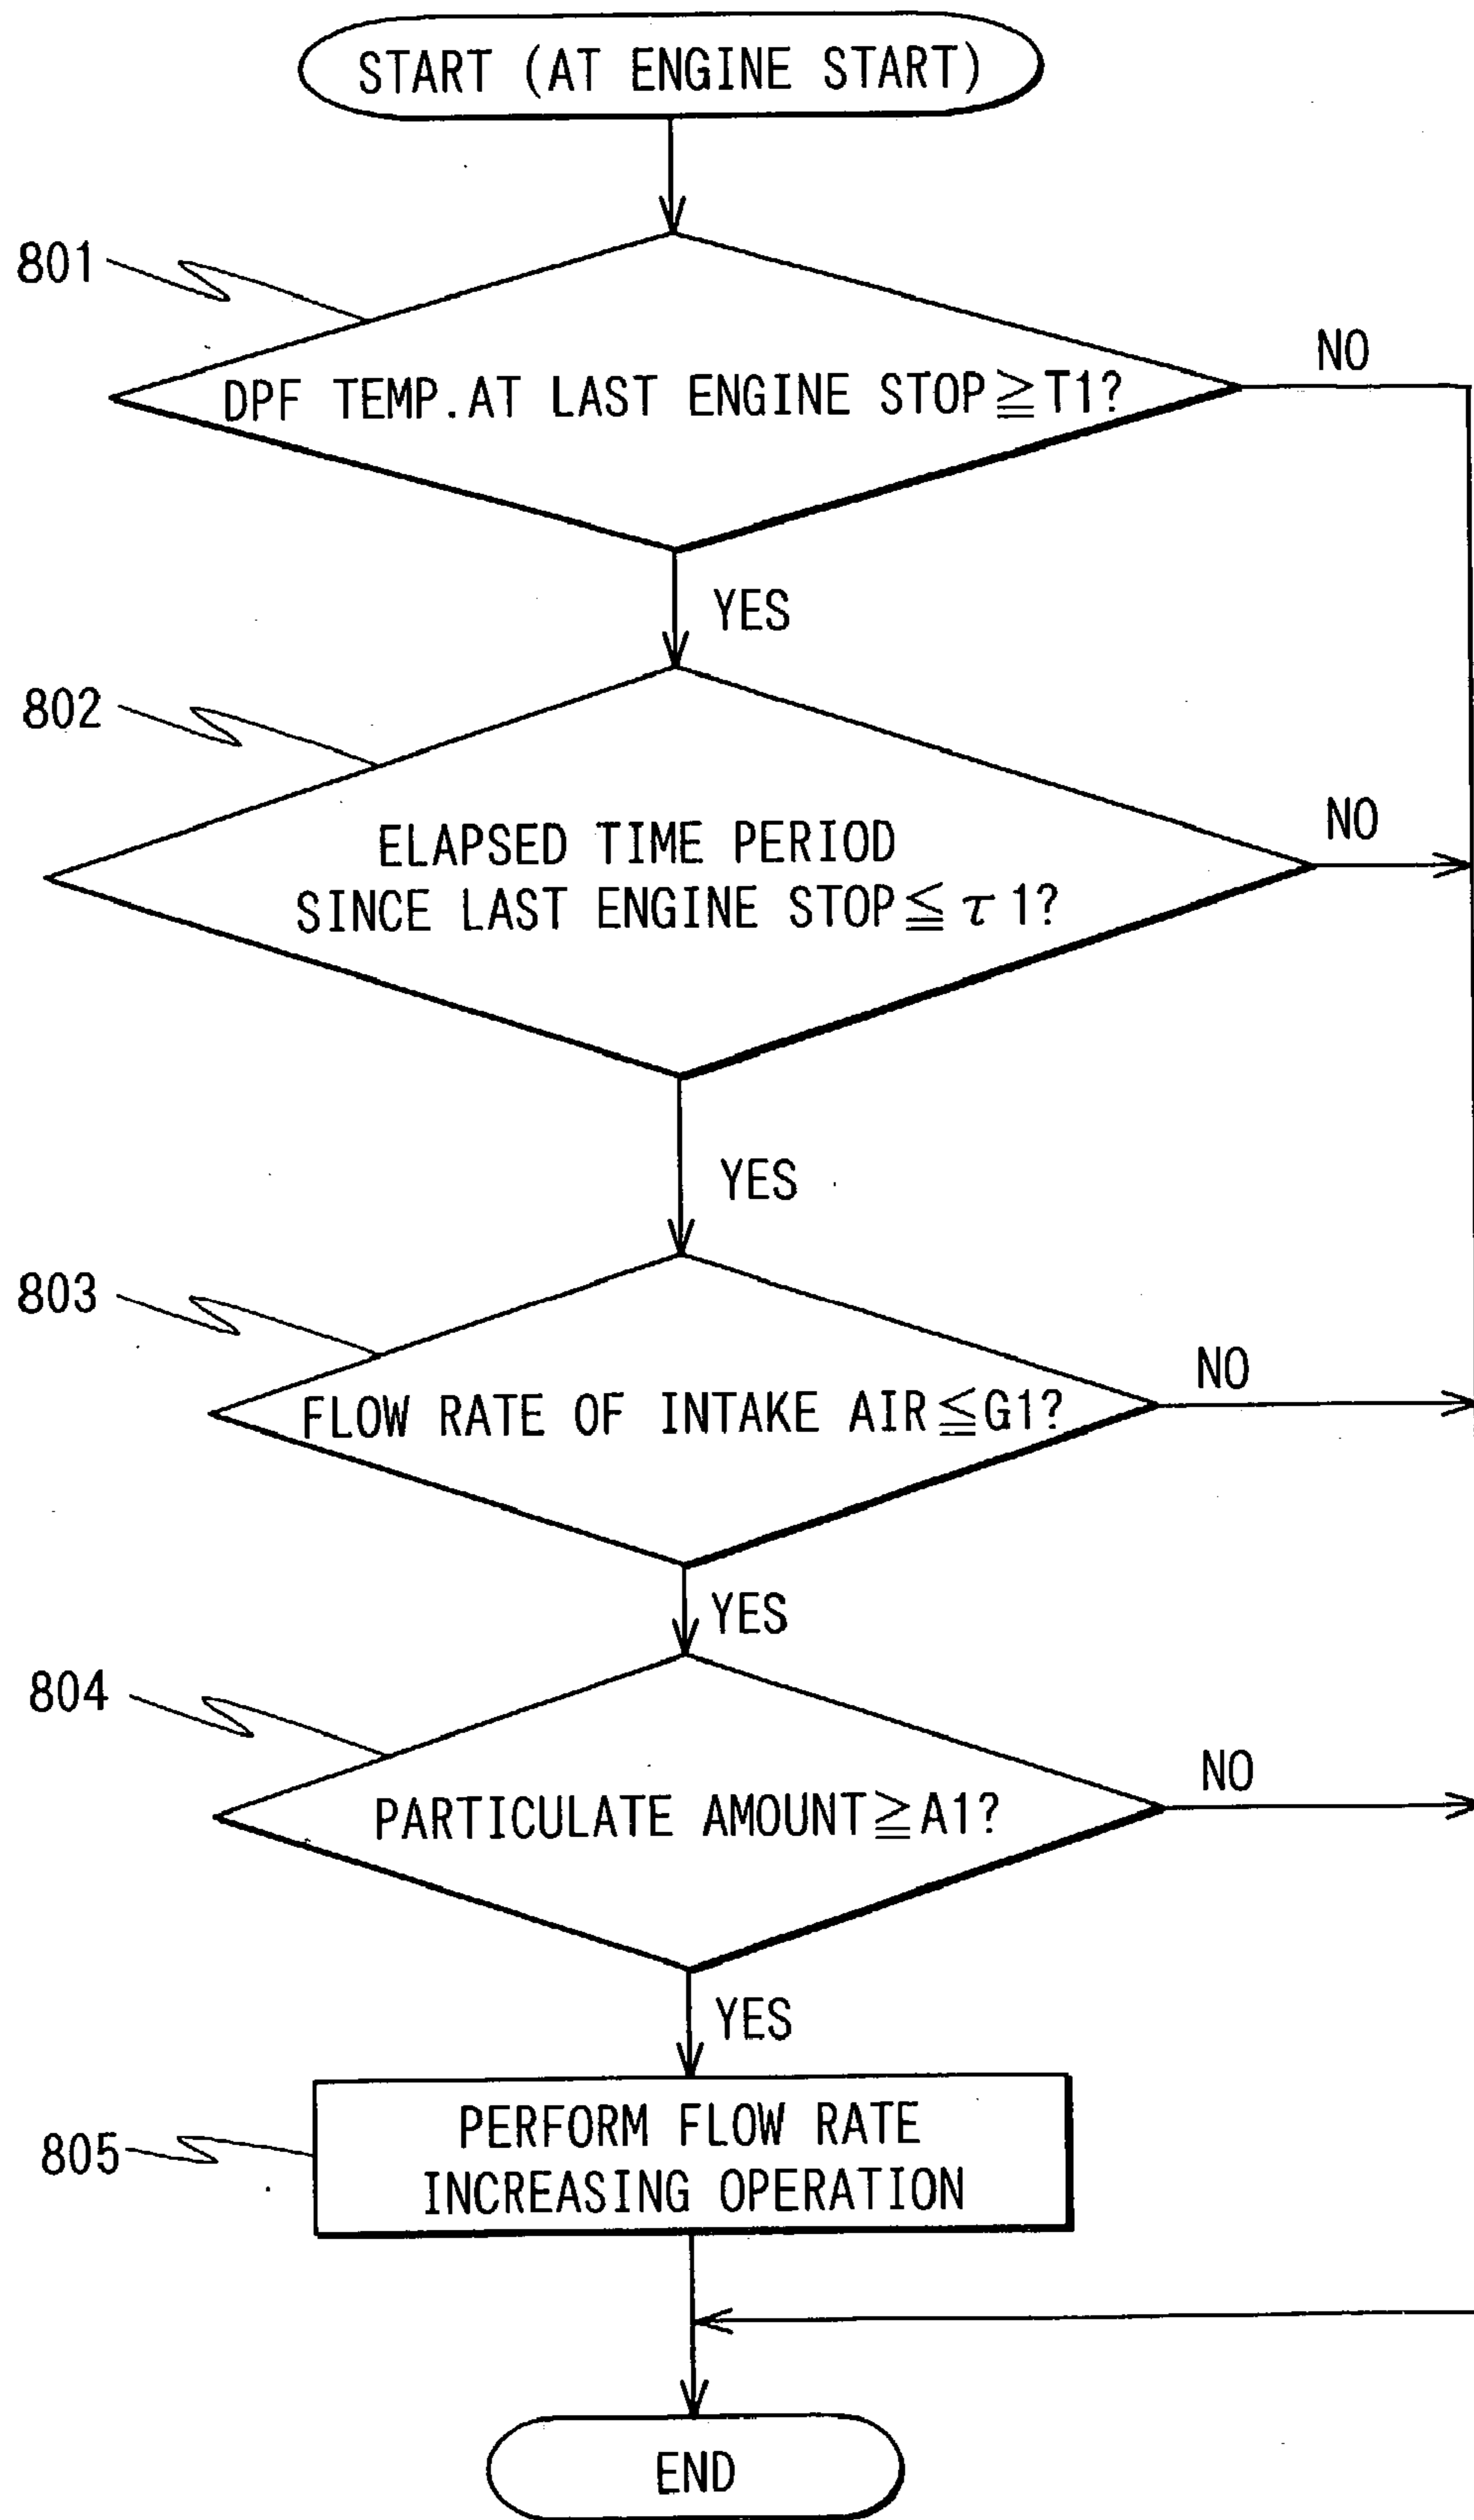 START (AT ENGINE START)
801
DPF TEMP.AT LAST ENGINE STOP≧T1?
NO
YES
802
ELAPSED TIME PERIOD
SINCE LAST ENGINE STOP≦τ1?
NO
YES
803
FLOW RATE OF INTAKE AIR≦G1?
NO
YES
804
PARTICULATE AMOUNT≧A1?
NO
YES
805
PERFORM FLOW RATE
INCREASING OPERATION
END